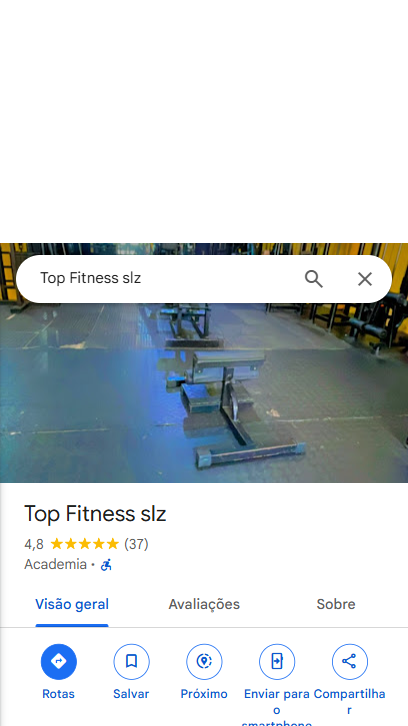 Top Fitness slz
Top Fitness slz
4,8 (37)
Academia ·
Visão geral Avaliações Sobre
Rotas Salvar Próximo Enviar para o smartphone Compartilhar